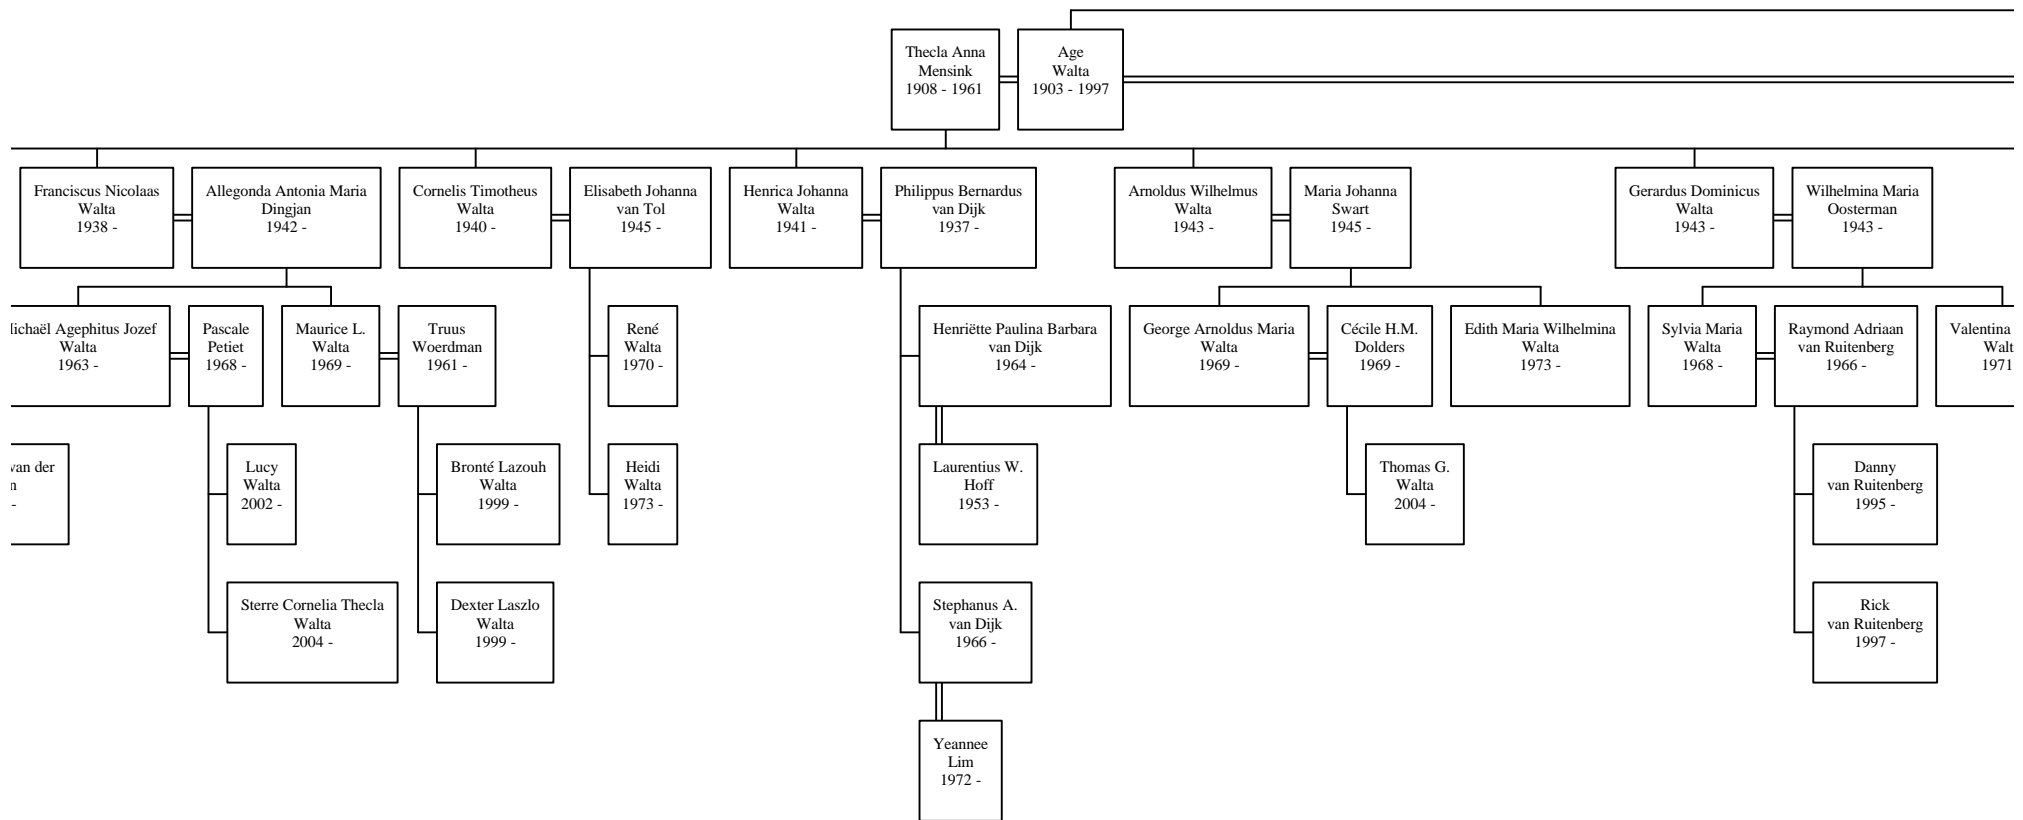 Thecla Anna
Mensink
1908 - 1961
Age
Walta
1903 - 1997
Franciscus Nicolaas
Walta
1938 -
Allegonda Antonia Maria
Dingjan
1942 -
Cornelis Timotheus
Walta
1940 -
Elisabeth Johanna
van Tol
1945 -
Henrica Johanna
Walta
1941 -
Philippus Bernardus
van Dijk
1937 -
Arnoldus Wilhelmus
Walta
1943 -
Maria Johanna
Swart
1945 -
Gerardus Dominicus
Walta
1943 -
Wilhelmina Maria
Oosterman
1943 -
Agephitus Jozef
Walta
1963 -
Pascale
Petiet
1968 -
Maurice L.
Walta
1969 -
Truus
Woerdman
1961 -
René
Walta
1970 -
Henriëtte Paulina Barbara
van Dijk
1964 -
George Arnoldus Maria
Walta
1969 -
Cécile H.M.
Dolders
1969 -
Edith Maria Wilhelmina
Walta
1973 -
Sylvia Maria
Walta
1968 -
Raymond Adriaan
van Ruitenberg
1966 -
Valentina
Walt
1971
van der
n
-
Lucy
Walta
2002 -
Bronté Lazouh
Walta
1999 -
Heidi
Walta
1973 -
Laurentius W.
Hoff
1953 -
Thomas G.
Walta
2004 -
Danny
van Ruitenberg
1995 -
Sterre Cornelia Thecla
Walta
2004 -
Dexter Laszlo
Walta
1999 -
Stephanus A.
van Dijk
1966 -
Rick
van Ruitenberg
1997 -
Yeannee
Lim
1972 -